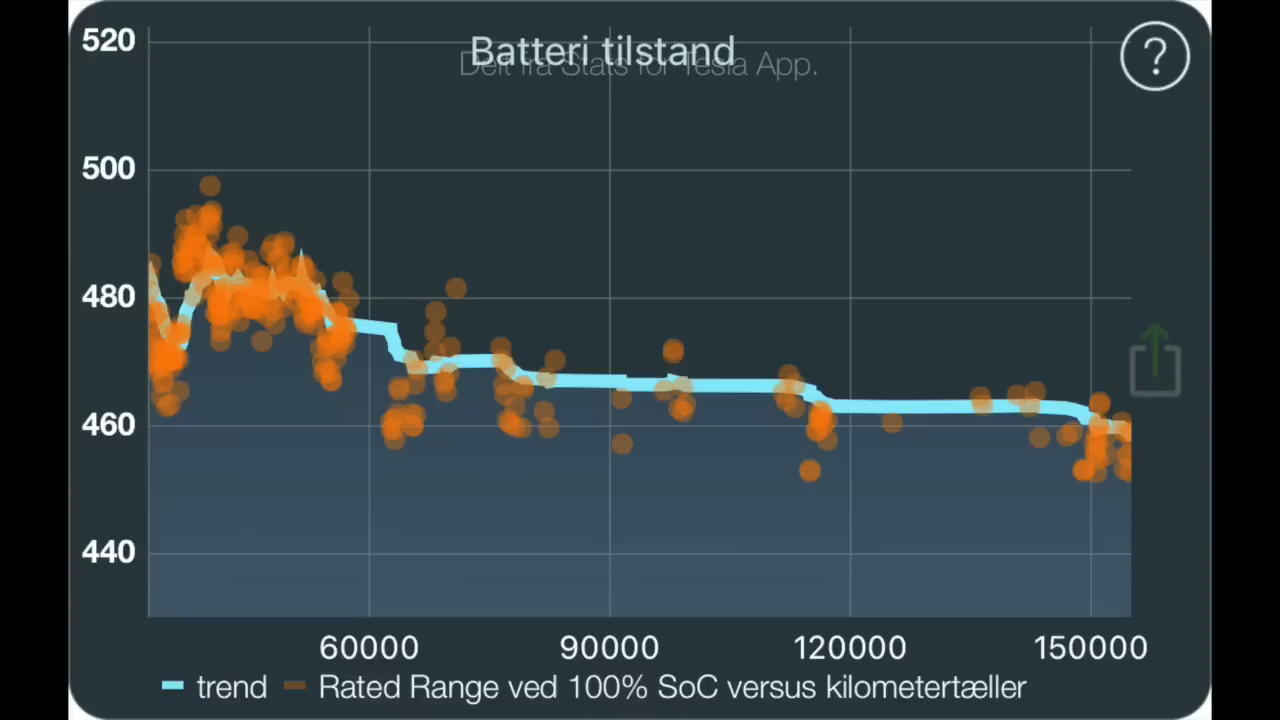 Batteri tilstand
Delt fra Stats for Tesla App.
?
520
500
480
460
440
60000 90000 120000 150000
trend Rated Range ved 100% SoC versus kilometertæller